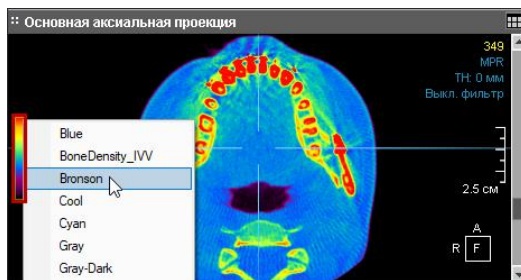 Основная аксиальная проекция
349
MPR
TH: 0 мм
Выкл. фильтр
Blue
BoneDensity_IVV
Bronson
Cool
Cyan
Gray
Gray-Dark
2.5 см
A
R F